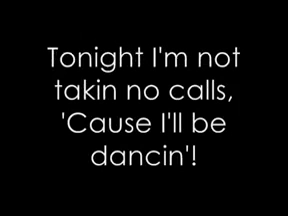 Tonight I'm not
takin no calls,
'Cause I'll be
dancin'!